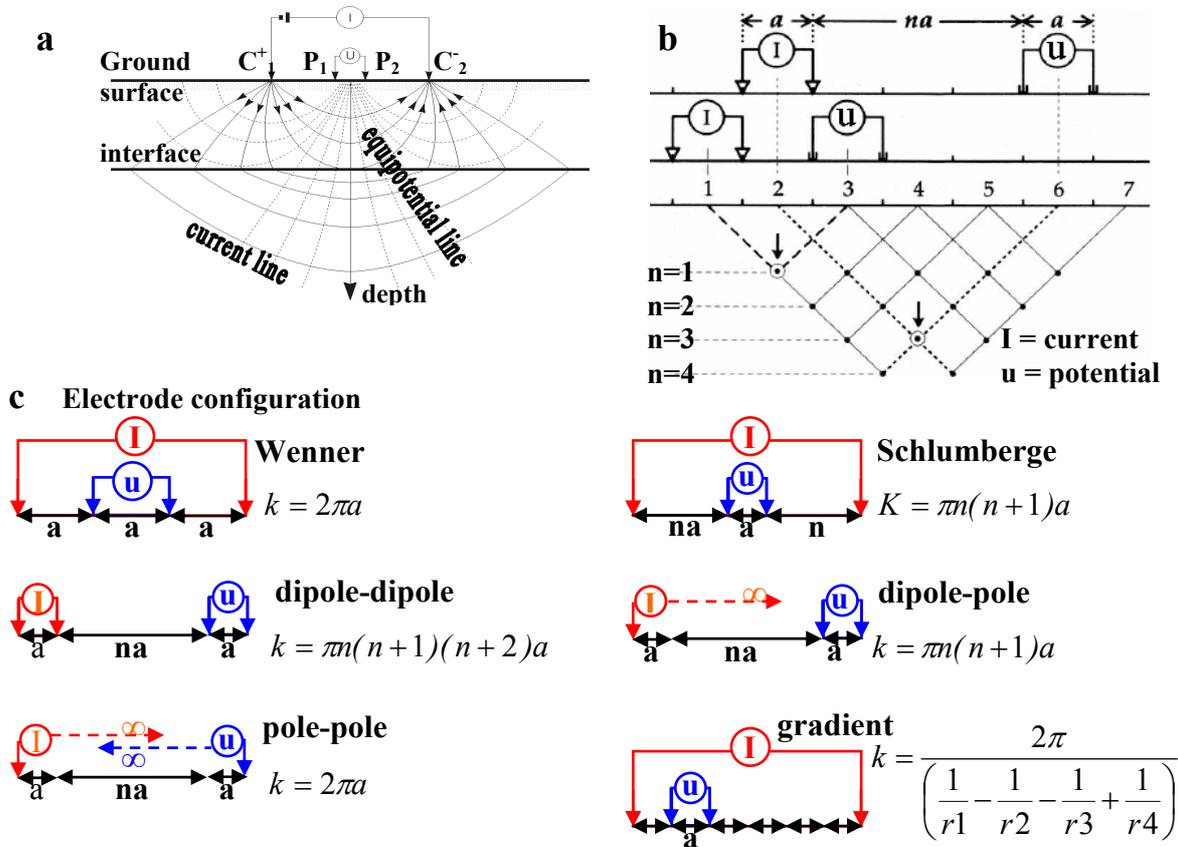 a
I
U
Ground
surface
C⁺₁ P₁ P₂ C⁻₂
interface
equipotential line
current line
depth
b
a na a
I u
I u
1 2 3 4 5 6 7
n=1
n=2
n=3
n=4
I = current
u = potential
c Electrode configuration
I
Wenner
u
k = 2πa
a a a
I
Schlumberge
u
K = πn(n+1)a
na a n
I u dipole-dipole
a na a
k = πn(n+1)(n+2)a
I ∞ u dipole-pole
a na a
k = πn(n+1)a
I ∞ u pole-pole
∞
a na a
k = 2πa
gradient
I
u
a
k = 2π / (1/r1 − 1/r2 − 1/r3 + 1/r4)